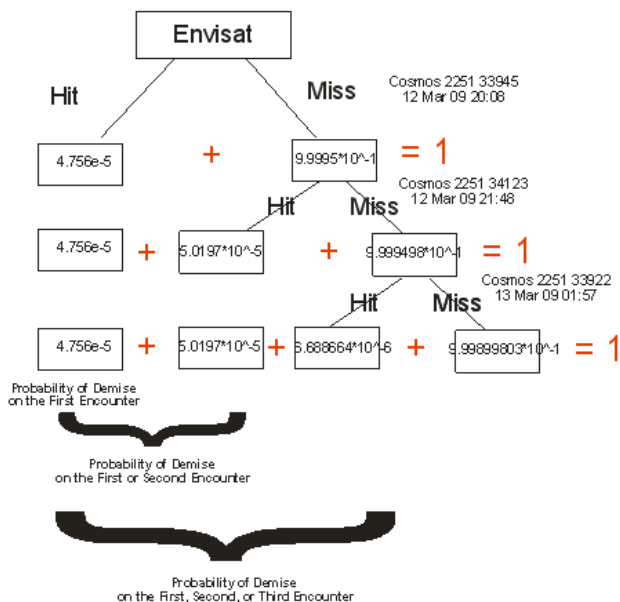 Envisat
Hit
Miss
Cosmos 2251 33945
12 Mar 09 20:08
4.756e-5
+
9.9995*10^-1
= 1
Cosmos 2251 34123
12 Mar 09 21:48
Hit
Miss
4.756e-5
+
5.0197*10^-5
+
9.999498*10^-1
= 1
Cosmos 2251 33922
13 Mar 09 01:57
Hit
Miss
4.756e-5
+
5.0197*10^-5
+
6.688664*10^-6
+
9.99899803*10^-1
= 1
Probability of Demise
on the First Encounter
Probability of Demise
on the First or Second Encounter
Probability of Demise
on the First, Second, or Third Encounter